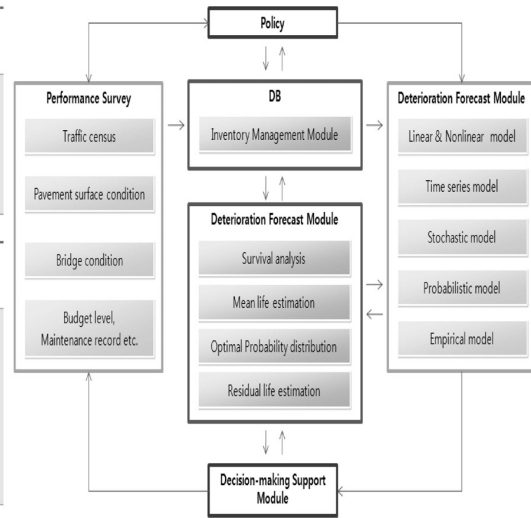 Policy
Performance Survey
Traffic census
Pavement surface condition
Bridge condition
Budget level,
Maintenance record etc.
DB
Inventory Management Module
Deterioration Forecast Module
Survival analysis
Mean life estimation
Optimal Probability distribution
Residual life estimation
Deterioration Forecast Module
Linear & Nonlinear model
Time series model
Stochastic model
Probabilistic model
Empirical model
Decision-making Support
Module